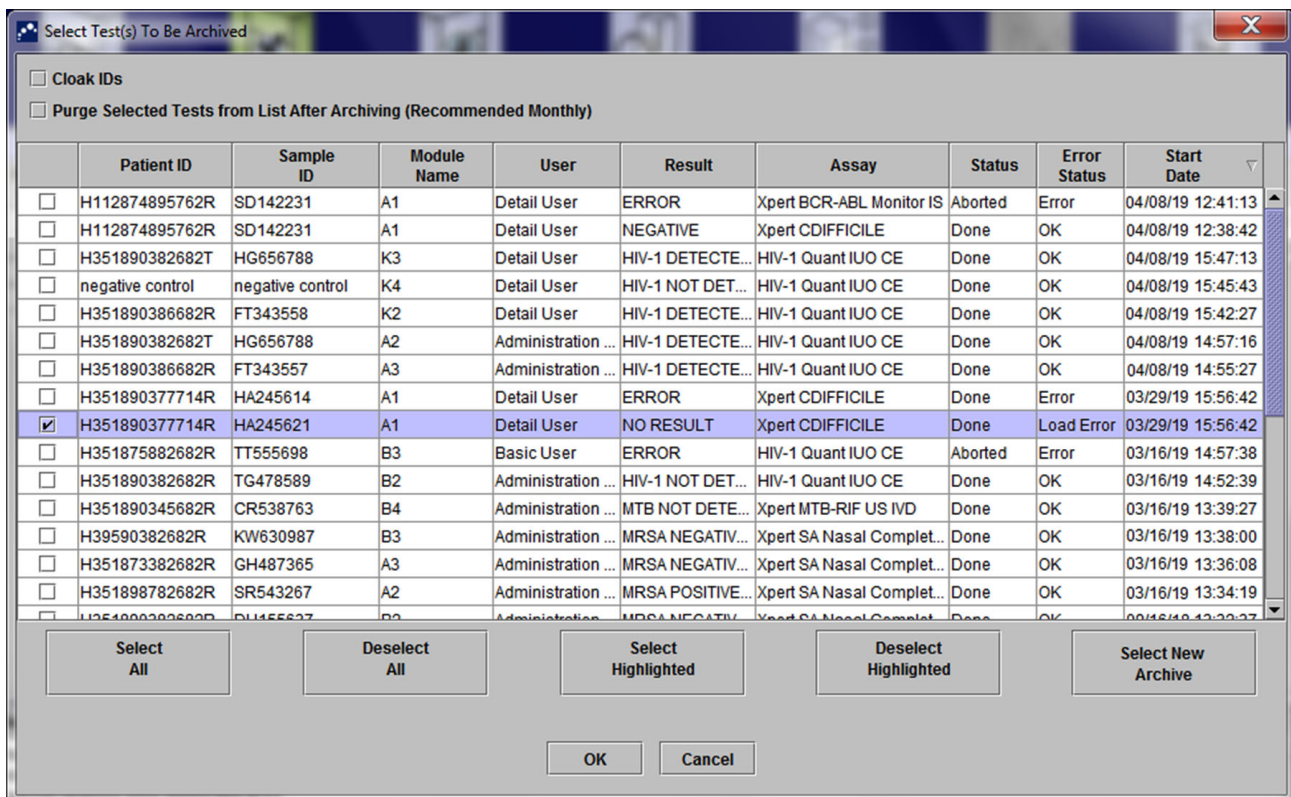 Select Test(s) To Be Archived
Cloak IDs
Purge Selected Tests from List After Archiving (Recommended Monthly)
Patient ID Sample ID Module Name User Result Assay Status Error Status Start Date
H112874895762R SD142231 A1 Detail User ERROR Xpert BCR-ABL Monitor IS Aborted Error 04/08/19 12:41:13
H112874895762R SD142231 A1 Detail User NEGATIVE Xpert CDIFFICILE Done OK 04/08/19 12:38:42
H351890382682T HG656788 K3 Detail User HIV-1 DETECTE... HIV-1 Quant IUO CE Done OK 04/08/19 15:47:13
negative control negative control K4 Detail User HIV-1 NOT DET... HIV-1 Quant IUO CE Done OK 04/08/19 15:45:43
H351890386682R FT343558 K2 Detail User HIV-1 DETECTE... HIV-1 Quant IUO CE Done OK 04/08/19 15:42:27
H351890382682T HG656788 A2 Administration ... HIV-1 DETECTE... HIV-1 Quant IUO CE Done OK 04/08/19 14:57:16
H351890386682R FT343557 A3 Administration ... HIV-1 DETECTE... HIV-1 Quant IUO CE Done OK 04/08/19 14:55:27
H351890377714R HA245614 A1 Detail User ERROR Xpert CDIFFICILE Done Error 03/29/19 15:56:42
H351890377714R HA245621 A1 Detail User NO RESULT Xpert CDIFFICILE Done Load Error 03/29/19 15:56:42
H351875882682R TT555698 B3 Basic User ERROR HIV-1 Quant IUO CE Aborted Error 03/16/19 14:57:38
H351890382682R TG478589 B2 Administration ... HIV-1 NOT DET... HIV-1 Quant IUO CE Done OK 03/16/19 14:52:39
H351890345682R CR538763 B4 Administration ... MTB NOT DETE... Xpert MTB-RIF US IVD Done OK 03/16/19 13:39:27
H39590382682R KW630987 B3 Administration ... MRSA NEGATIV... Xpert SA Nasal Complet... Done OK 03/16/19 13:38:00
H351873382682R GH487365 A3 Administration ... MRSA NEGATIV... Xpert SA Nasal Complet... Done OK 03/16/19 13:36:08
H351898782682R SR543267 A2 Administration ... MRSA POSITIVE... Xpert SA Nasal Complet... Done OK 03/16/19 13:34:19
Select All Deselect All Select Highlighted Deselect Highlighted Select New Archive
OK Cancel